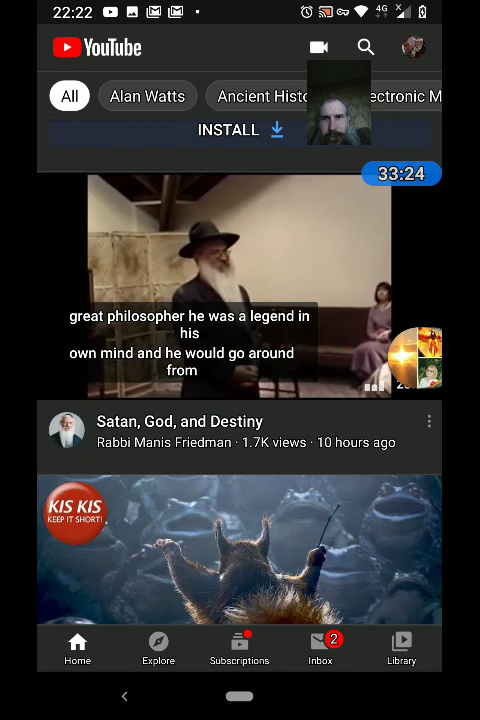 22:22
4G
YouTube
All
Alan Watts
Ancient Histo
ectronic M
INSTALL
33:24
great philosopher he was a legend in
his
own mind and he would go around
from
Satan, God, and Destiny
Rabbi Manis Friedman · 1.7K views · 10 hours ago
KIS KIS
KEEP IT SHORT!
2
Home
Explore
Subscriptions
Inbox
Library